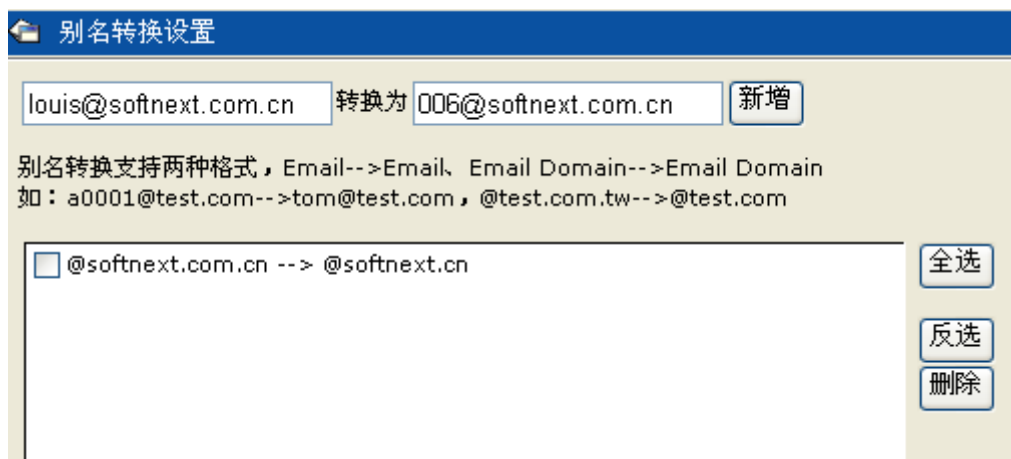 别名转换设置
louis@softnext.com.cn 转换为 006@softnext.com.cn 新增
别名转换支持两种格式，Email-->Email、Email Domain-->Email Domain
如：a0001@test.com-->tom@test.com，@test.com.tw-->@test.com
@softnext.com.cn --> @softnext.cn 全选
反选
删除